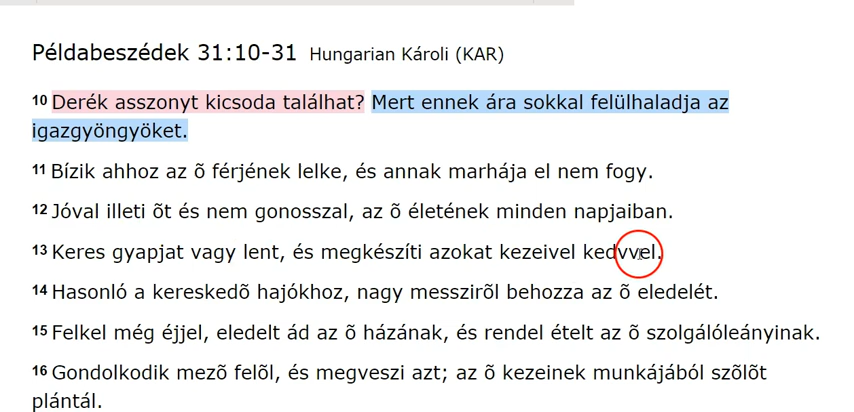 Példabeszédek 31:10-31 Hungarian Károli (KAR)
10 Derék asszonyt kicsoda találhat? Mert ennek ára sokkal felülhaladja az
igazgyöngyöket.
11 Bízik ahhoz az õ férjének lelke, és annak marhája el nem fogy.
12 Jóval illeti õt és nem gonosszal, az õ életének minden napjaiban.
13 Keres gyapjat vagy lent, és megkészíti azokat kezeivel kedvvel.
14 Hasonló a kereskedõ hajókhoz, nagy messzirõl behozza az õ eledelét.
15 Felkel még éjjel, eledelt ád az õ házának, és rendel ételt az õ szolgálóleányinak.
16 Gondolkodik mezõ felõl, és megveszi azt; az õ kezeinek munkájából szõlõt
plántál.